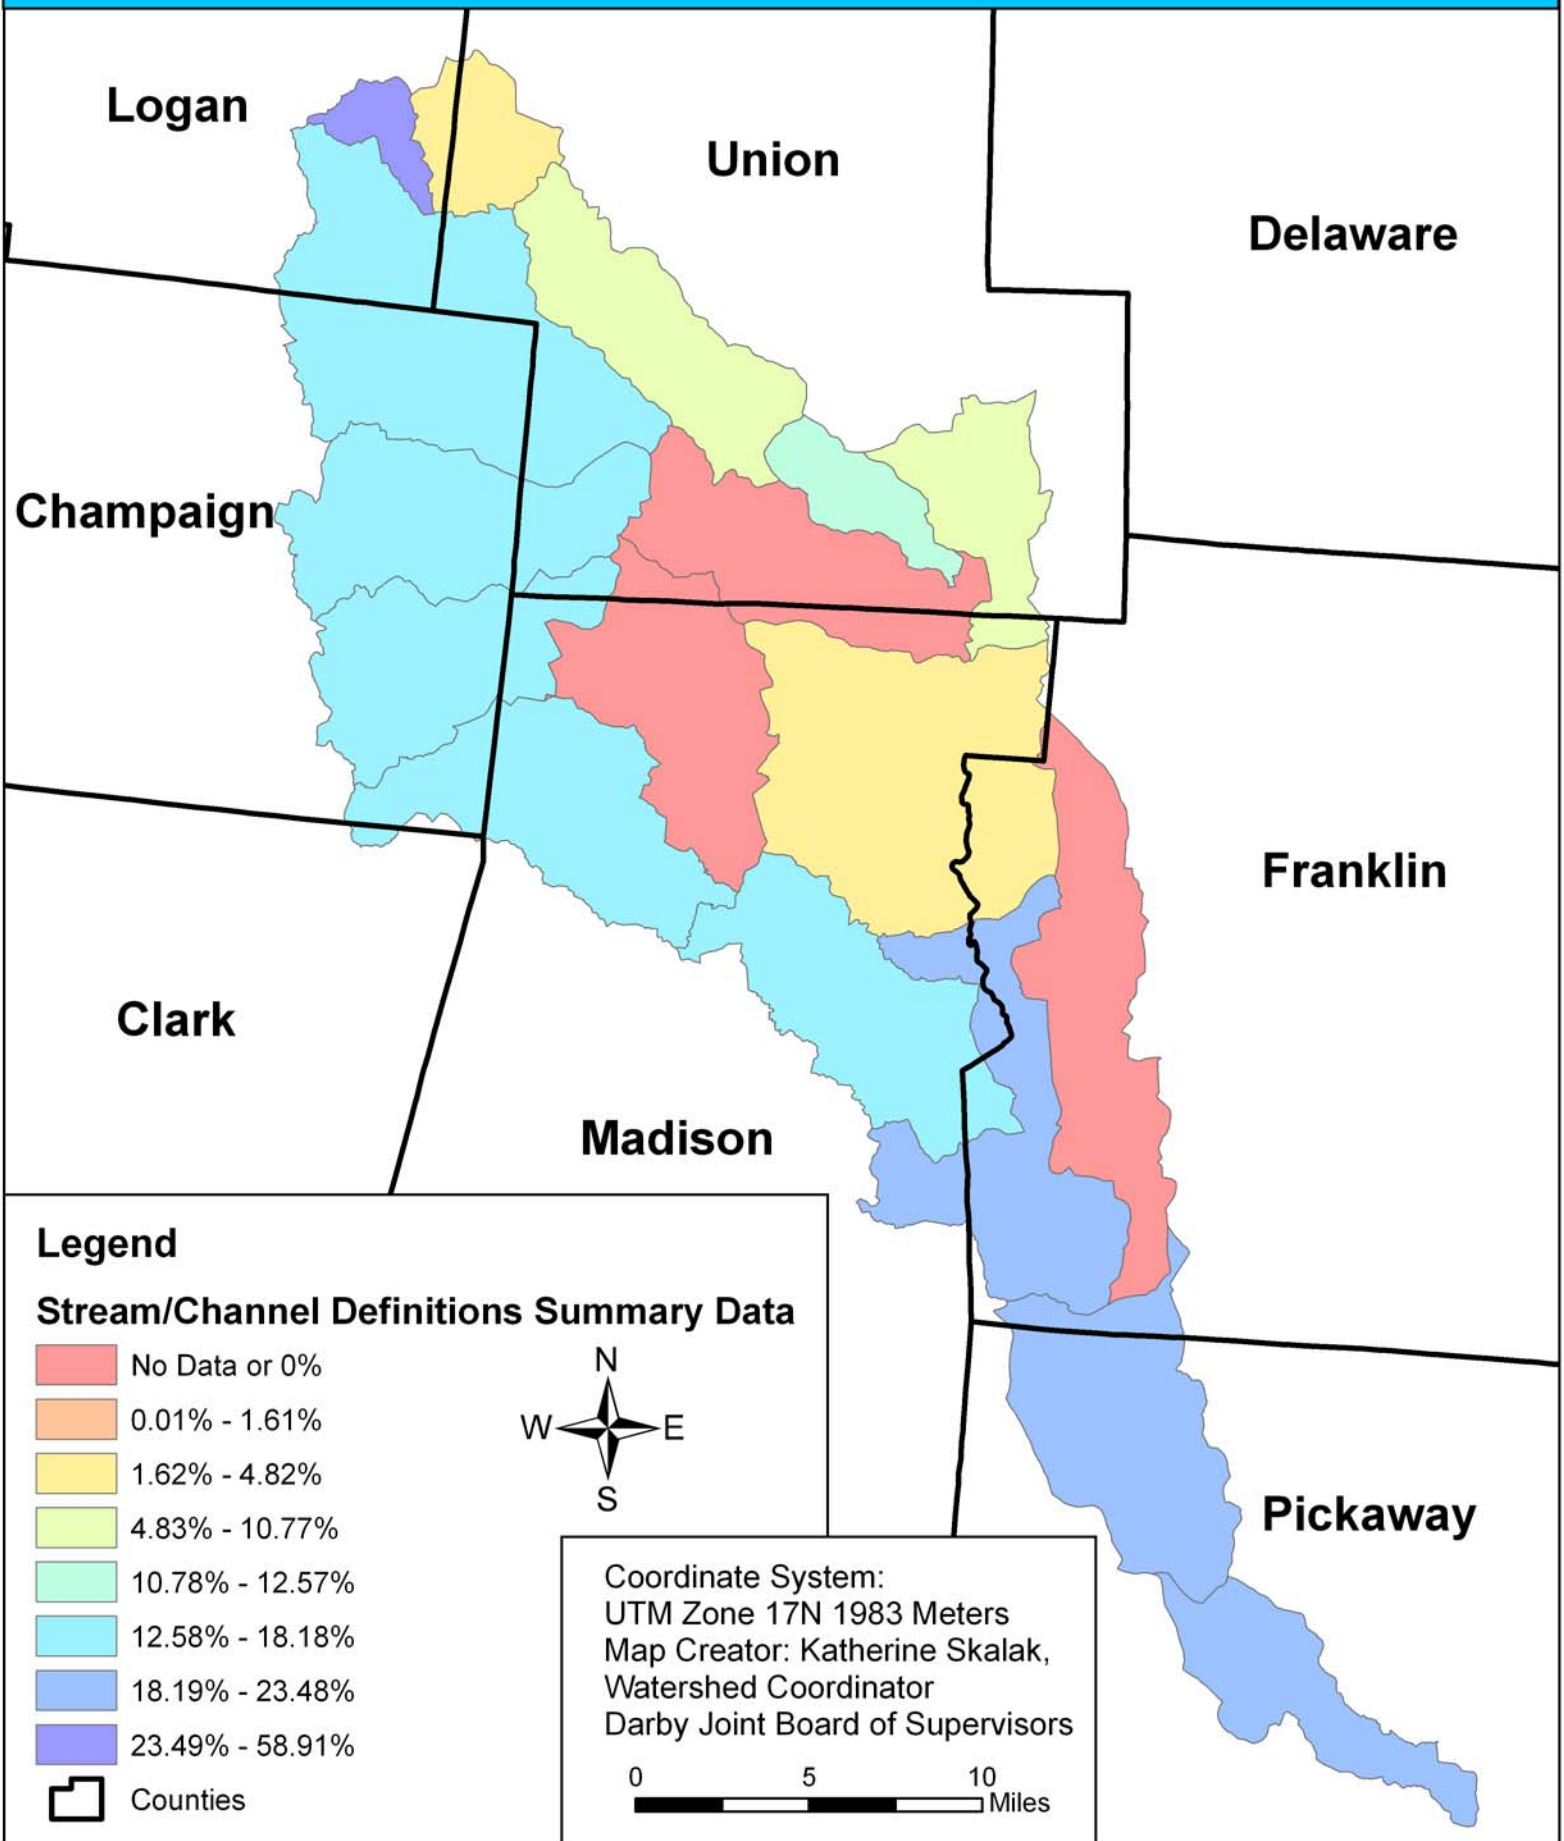 Logan
Union
Delaware
Champaign
Franklin
Clark
Madison
Pickaway
Legend
Stream/Channel Definitions Summary Data
No Data or 0%
0.01% - 1.61%
1.62% - 4.82%
4.83% - 10.77%
10.78% - 12.57%
12.58% - 18.18%
18.19% - 23.48%
23.49% - 58.91%
Counties
N
W E
S
Coordinate System:
UTM Zone 17N 1983 Meters
Map Creator: Katherine Skalak,
Watershed Coordinator
Darby Joint Board of Supervisors
0 5 10
Miles